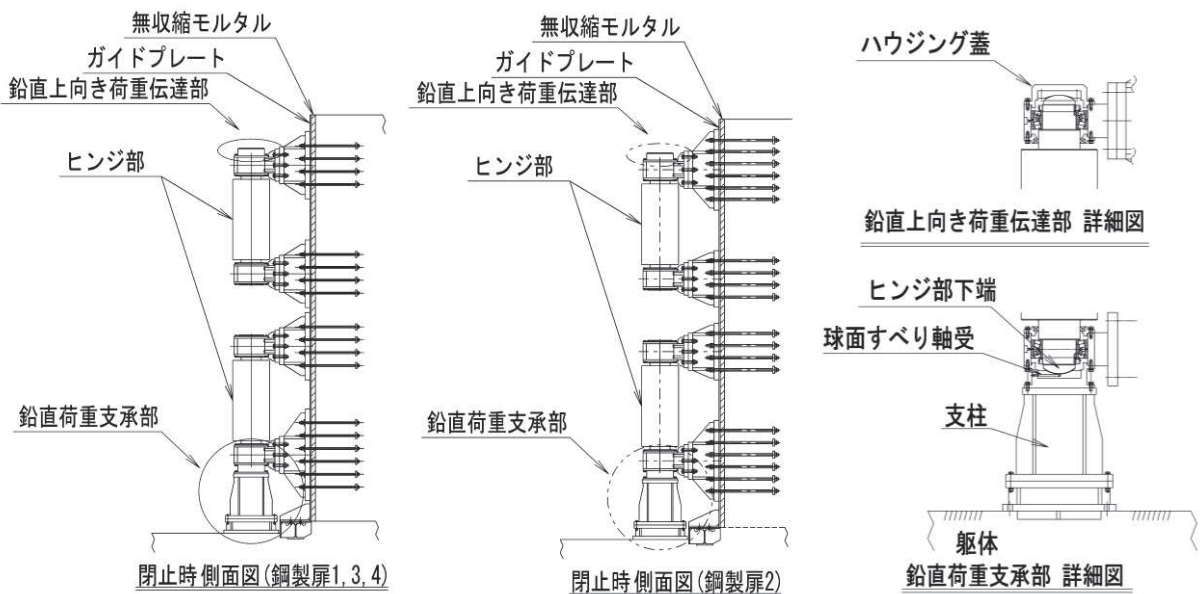 無収縮モルタル
ガイドプレート
鉛直上向き荷重伝達部
ヒンジ部
鉛直荷重支承部
閉止時側面図(鋼製扉1,3,4)
無収縮モルタル
ガイドプレート
鉛直上向き荷重伝達部
ヒンジ部
鉛直荷重支承部
閉止時側面図(鋼製扉2)
ハウジング蓋
鉛直上向き荷重伝達部 詳細図
ヒンジ部下端
球面すべり軸受
支柱
躯体
鉛直荷重支承部 詳細図